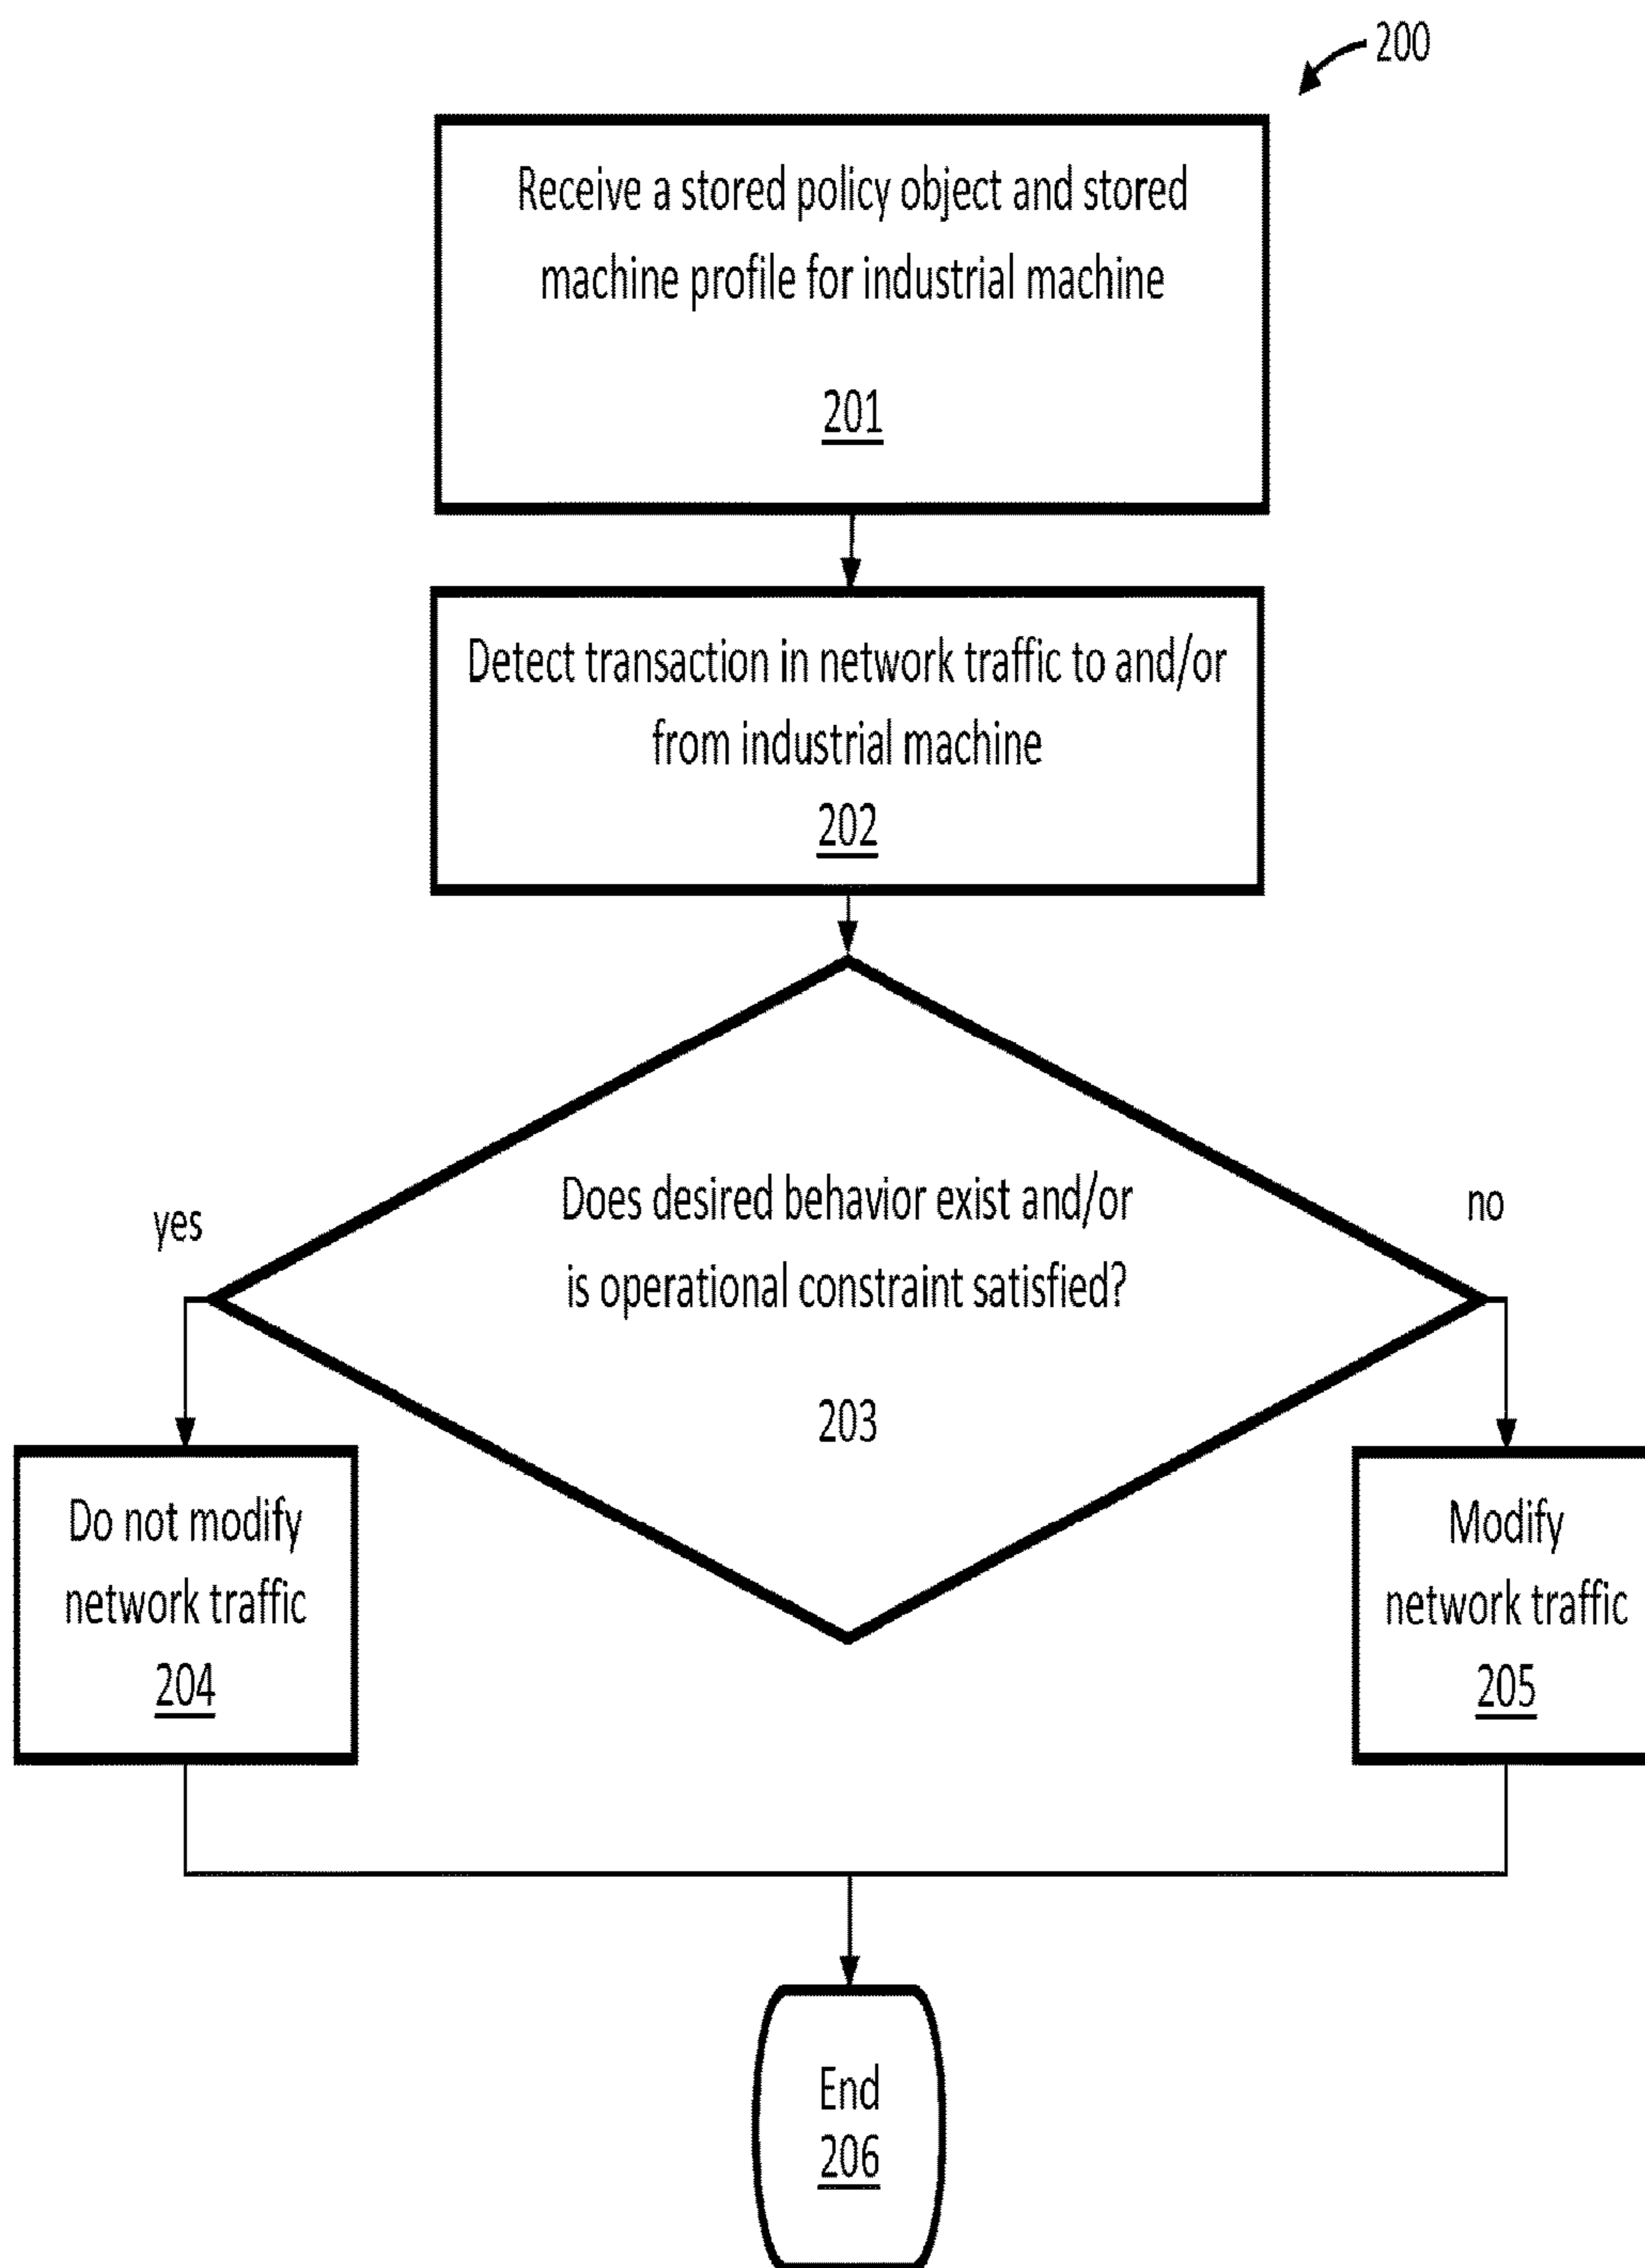 200
Receive a stored policy object and stored
machine profile for industrial machine
201
Detect transaction in network traffic to and/or
from industrial machine
202
Does desired behavior exist and/or
is operational constraint satisfied?
203
yes
no
Do not modify
network traffic
204
Modify
network traffic
205
End
206